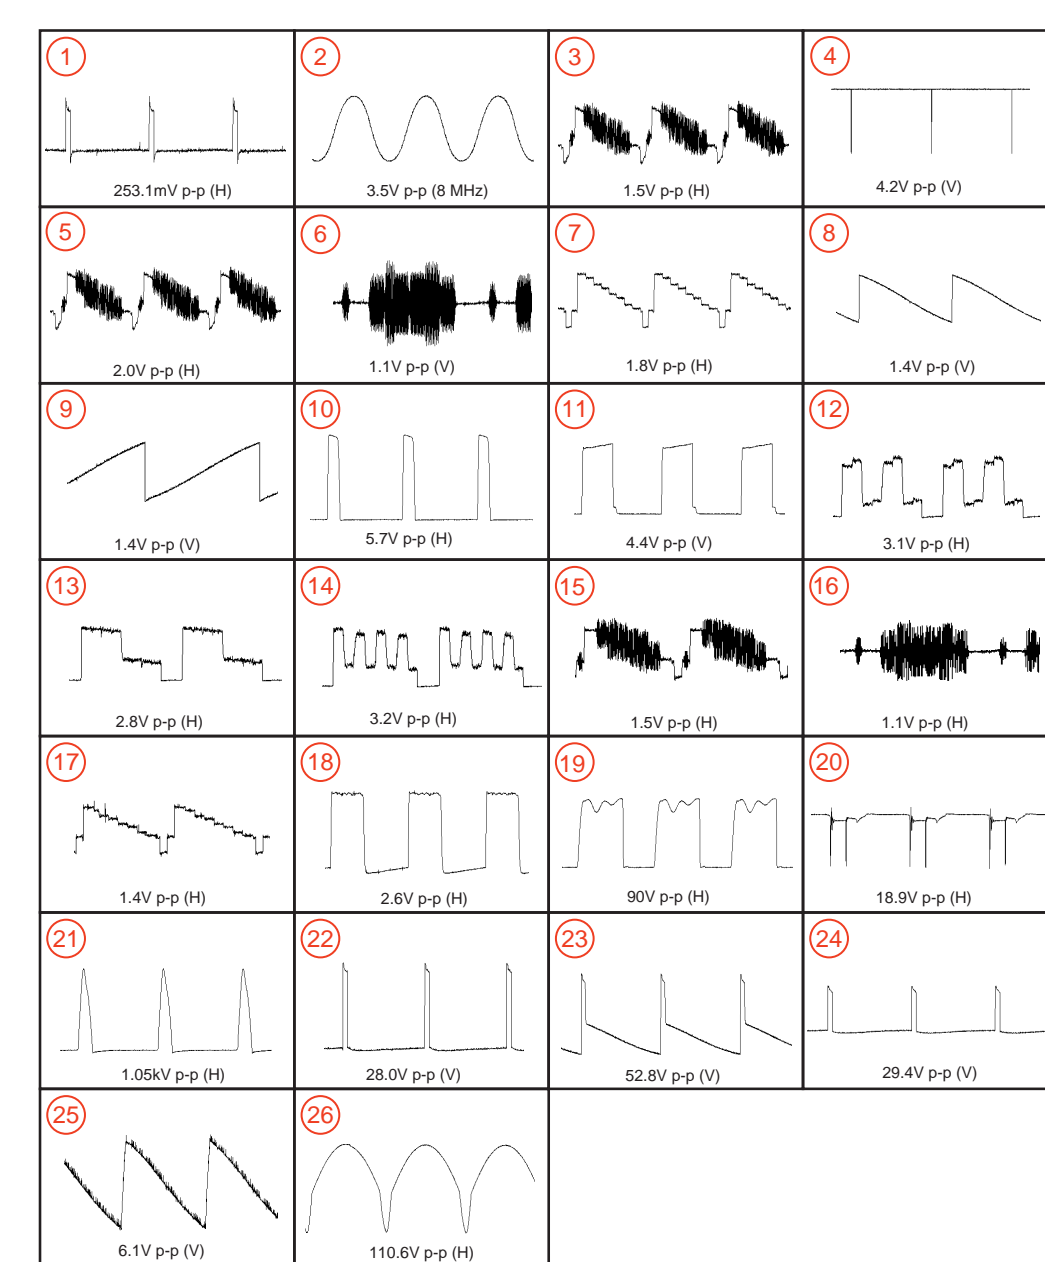 1
2
3
4
253.1mV p-p (H)
3.5V p-p (8 MHz)
1.5V p-p (H)
4.2V p-p (V)
5
6
7
8
2.0V p-p (H)
1.1V p-p (V)
1.8V p-p (H)
1.4V p-p (V)
9
10
11
12
1.4V p-p (V)
5.7V p-p (H)
4.4V p-p (V)
3.1V p-p (H)
13
14
15
16
2.8V p-p (H)
3.2V p-p (H)
1.5V p-p (H)
1.1V p-p (H)
17
18
19
20
1.4V p-p (H)
2.6V p-p (H)
90V p-p (H)
18.9V p-p (H)
21
22
23
24
1.05kV p-p (H)
28.0V p-p (V)
52.8V p-p (V)
29.4V p-p (V)
25
26
6.1V p-p (V)
110.6V p-p (H)